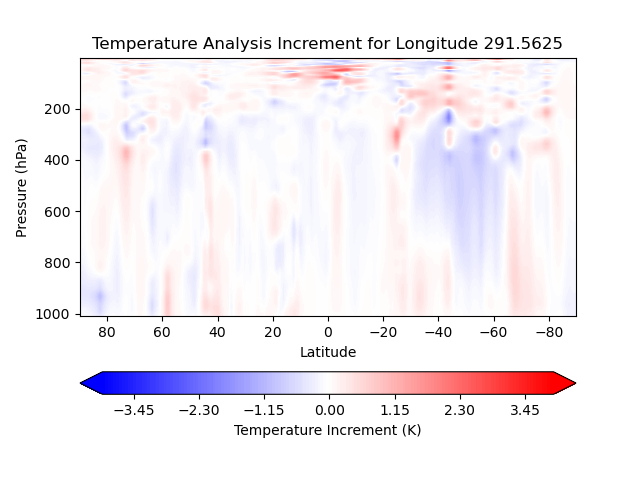 Temperature Analysis Increment for Longitude 291.5625
200
400
600
800
1000
Pressure (hPa)
80 60 40 20 0 −20 −40 −60 −80
Latitude
−3.45 −2.30 −1.15 0.00 1.15 2.30 3.45
Temperature Increment (K)